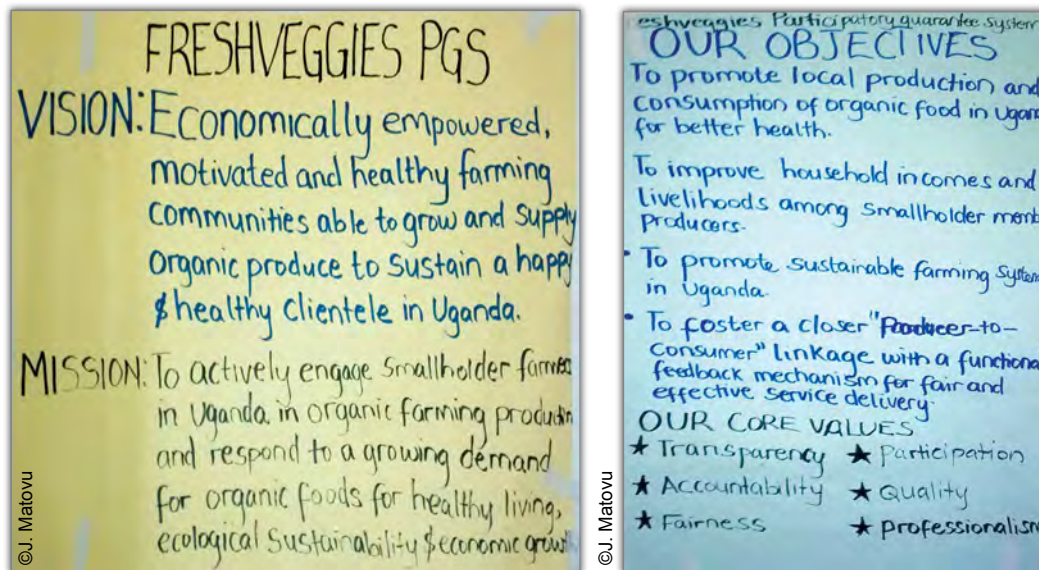 FRESHVEGGIES PGS
VISION: Economically empowered,
motivated and healthy farming
communities able to grow and supply
organic produce to sustain a happy
$ healthy clientele in Uganda.
MISSION: To actively engage smallholder farmers
in Uganda in organic farming production
and respond to a growing demand
for organic foods for healthy living,
ecological sustainability $ economic growth
©J. Matovu
eshveggies Participatory guarantee system
OUR OBJECTIVES
To promote local production and
consumption of organic food in Ugan
for better health.
To improve household incomes and
livelihoods among smallholder memb
producers.
• To promote sustainable farming system
in Uganda.
• To foster a closer "Producer-to-
consumer" linkage with a functiona
feedback mechanism for fair and
effective service delivery.
OUR CORE VALUES
★ Transparency ★ Participation
★ Accountability ★ Quality
★ Fairness ★ professionalism
©J. Matovu